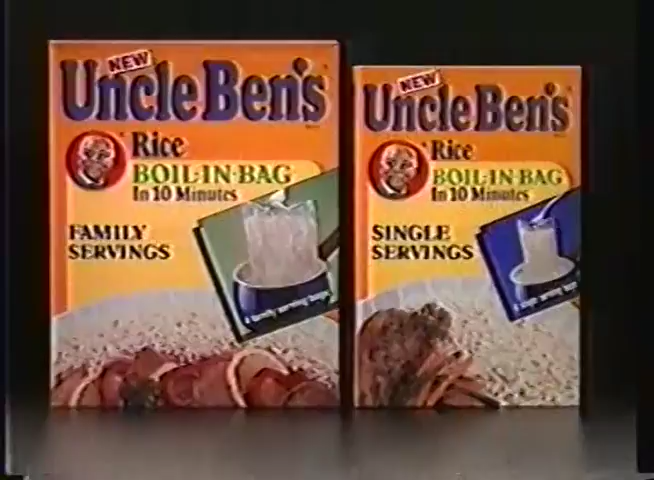 NEW
Uncle Ben's
Rice
BOIL-IN-BAG
In 10 Minutes
FAMILY
SERVINGS
NEW
Uncle Ben's
Rice
BOIL-IN-BAG
In 10 Minutes
SINGLE
SERVINGS